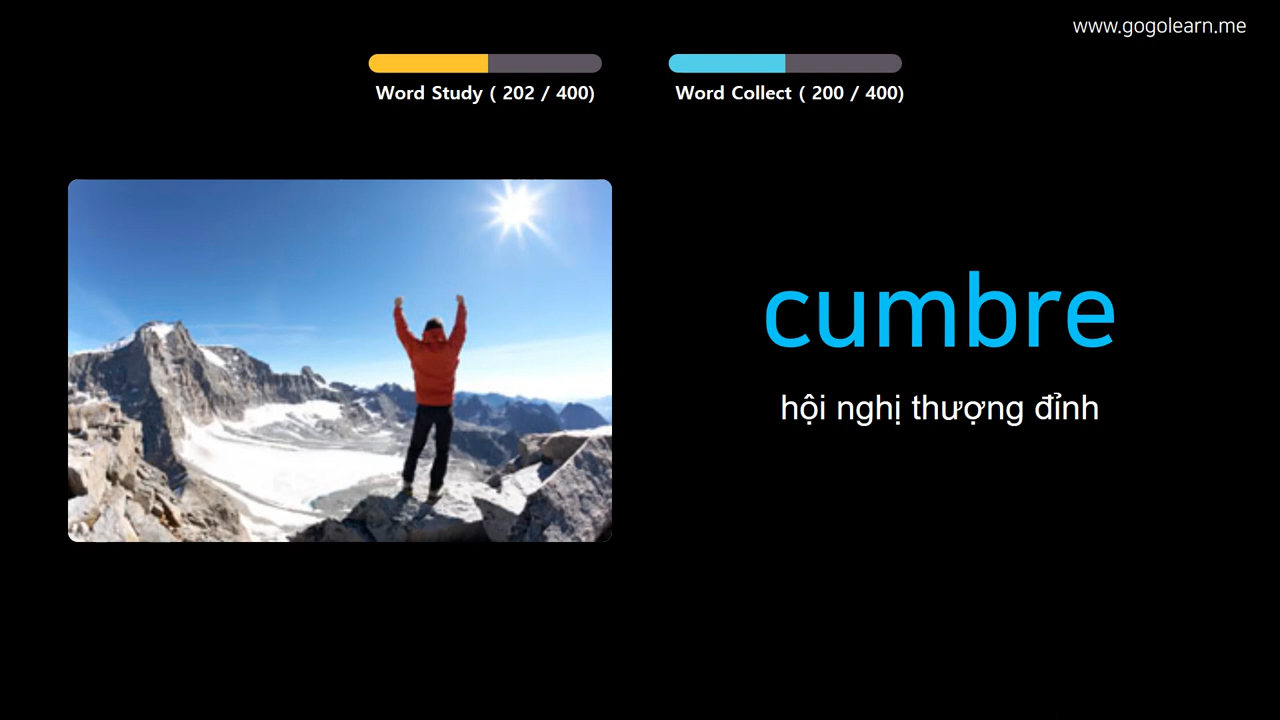 www.gogolearn.me
Word Study ( 202 / 400)
Word Collect ( 200 / 400)
cumbre
hội nghị thượng đỉnh